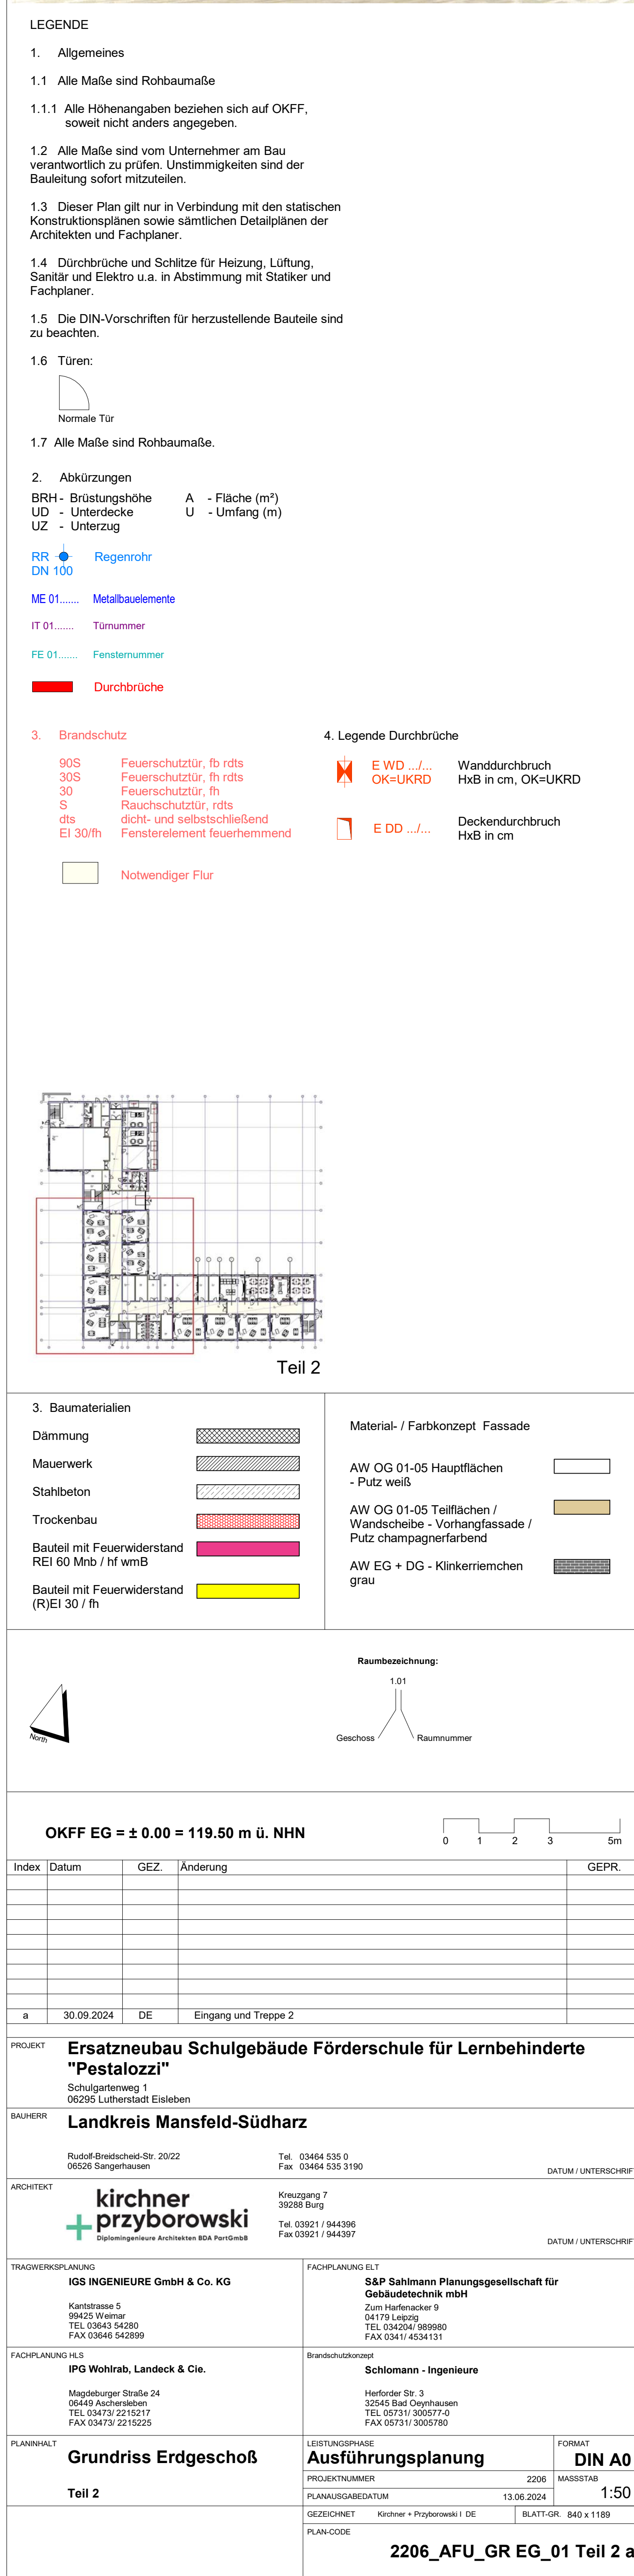 LEGENDE
1. Allgemeines
1.1 Alle Maße sind Rohbaumaße
1.1.1 Alle Höhenangaben beziehen sich auf OKFF,
soweit nicht anders angegeben.
1.2 Alle Maße sind vom Unternehmer am Bau
verantwortlich zu prüfen. Unstimmigkeiten sind der
Bauleitung sofort mitzuteilen.
1.3 Dieser Plan gilt nur in Verbindung mit den statischen
Konstruktionsplänen sowie sämtlichen Detailplänen der
Architekten und Fachplaner.
1.4 Dürchbrüche und Schlitze für Heizung, Lüftung,
Sanitär und Elektro u.a. in Abstimmung mit Statiker und
Fachplaner.
1.5 Die DIN-Vorschriften für herzustellende Bauteile sind
zu beachten.
1.6 Türen:
Normale Tür
1.7 Alle Maße sind Rohbaumaße.
2. Abkürzungen
BRH - Brüstungshöhe A - Fläche (m²)
UD - Unterdecke U - Umfang (m)
UZ - Unterzug
RR Regenrohr
DN 100
ME 01....... Metallbauelemente
IT 01....... Türnummer
FE 01....... Fensternummer
Durchbrüche
3. Brandschutz
90S Feuerschutztür, fb rdts
30S Feuerschutztür, fh rdts
30 Feuerschutztür, fh
S Rauchschutztür, rdts
dts dicht- und selbstschließend
EI 30/fh Fensterelement feuerhemmend
Notwendiger Flur
4. Legende Durchbrüche
E WD .../... Wanddurchbruch
OK=UKRD HxB in cm, OK=UKRD
E DD .../... Deckendurchbruch
HxB in cm
Teil 2
3. Baumaterialien
Dämmung
Mauerwerk
Stahlbeton
Trockenbau
Bauteil mit Feuerwiderstand
REI 60 Mnb / hf wmB
Bauteil mit Feuerwiderstand
(R)EI 30 / fh
Material- / Farbkonzept Fassade
AW OG 01-05 Hauptflächen
- Putz weiß
AW OG 01-05 Teilflächen /
Wandscheibe - Vorhangfassade /
Putz champagnerfarbend
AW EG + DG - Klinkerriemchen
grau
North
Raumbezeichnung:
1.01
Geschoss Raumnummer
OKFF EG = ± 0.00 = 119.50 m ü. NHN
0 1 2 3 5m
Index Datum GEZ. Änderung GEPR.
a 30.09.2024 DE Eingang und Treppe 2
PROJEKT
Ersatzneubau Schulgebäude Förderschule für Lernbehinderte
"Pestalozzi"
Schulgartenweg 1
06295 Lutherstadt Eisleben
BAUHERR
Landkreis Mansfeld-Südharz
Rudolf-Breidscheid-Str. 20/22 Tel. 03464 535 0
06526 Sangerhausen Fax 03464 535 3190
DATUM / UNTERSCHRIFT
ARCHITEKT
kirchner
+ przyborowski
Diplomingenieure Architekten BDA PartGmbB
Kreuzgang 7
39288 Burg
Tel. 03921 / 944396
Fax 03921 / 944397
DATUM / UNTERSCHRIFT
TRAGWERKSPLANUNG
IGS INGENIEURE GmbH & Co. KG
Kantstrasse 5
99425 Weimar
TEL 03643 54280
FAX 03646 542899
FACHPLANUNG ELT
S&P Sahlmann Planungsgesellschaft für
Gebäudetechnik mbH
Zum Harfenacker 9
04179 Leipzig
TEL 034204/ 989980
FAX 0341/ 4534131
FACHPLANUNG HLS
IPG Wohlrab, Landeck & Cie.
Magdeburger Straße 24
06449 Aschersleben
TEL 03473/ 2215217
FAX 03473/ 2215225
Brandschutzkonzept
Schlomann - Ingenieure
Herforder Str. 3
32545 Bad Oeynhausen
TEL 05731/ 300577-0
FAX 05731/ 3005780
PLANINHALT
Grundriss Erdgeschoß
Teil 2
LEISTUNGSPHASE
Ausführungsplanung
FORMAT
DIN A0
PROJEKTNUMMER 2206
MASSSTAB
1:50
PLANAUSGABEDATUM 13.06.2024
GEZEICHNET Kirchner + Przyborowski I DE
BLATT-GR. 840 x 1189
PLAN-CODE
2206_AFU_GR EG_01 Teil 2 a